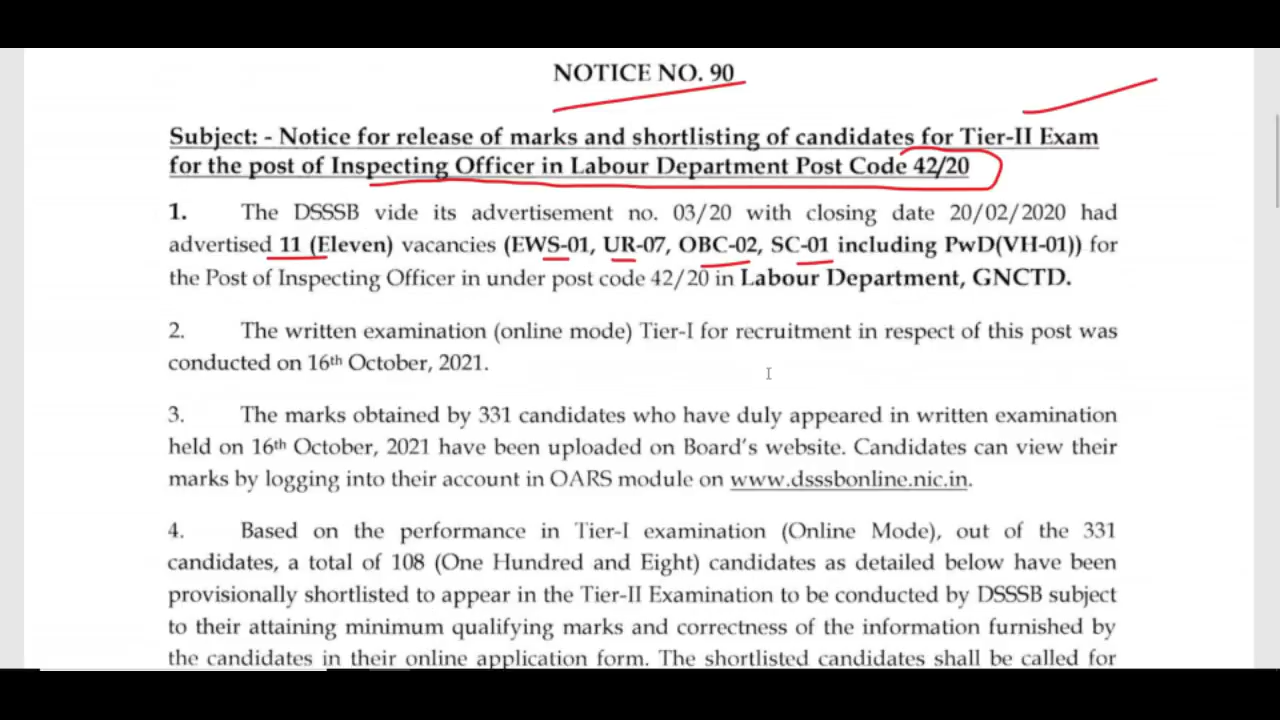 NOTICE NO. 90
Subject: - Notice for release of marks and shortlisting of candidates for Tier-II Exam
for the post of Inspecting Officer in Labour Department Post Code 42/20
1. The DSSSB vide its advertisement no. 03/20 with closing date 20/02/2020 had
advertised 11 (Eleven) vacancies (EWS-01, UR-07, OBC-02, SC-01 including PwD(VH-01)) for
the Post of Inspecting Officer in under post code 42/20 in Labour Department, GNCTD.
2. The written examination (online mode) Tier-I for recruitment in respect of this post was
conducted on 16th October, 2021.
3. The marks obtained by 331 candidates who have duly appeared in written examination
held on 16th October, 2021 have been uploaded on Board's website. Candidates can view their
marks by logging into their account in OARS module on www.dsssbonline.nic.in.
4. Based on the performance in Tier-I examination (Online Mode), out of the 331
candidates, a total of 108 (One Hundred and Eight) candidates as detailed below have been
provisionally shortlisted to appear in the Tier-II Examination to be conducted by DSSSB subject
to their attaining minimum qualifying marks and correctness of the information furnished by
the candidates in their online application form. The shortlisted candidates shall be called for